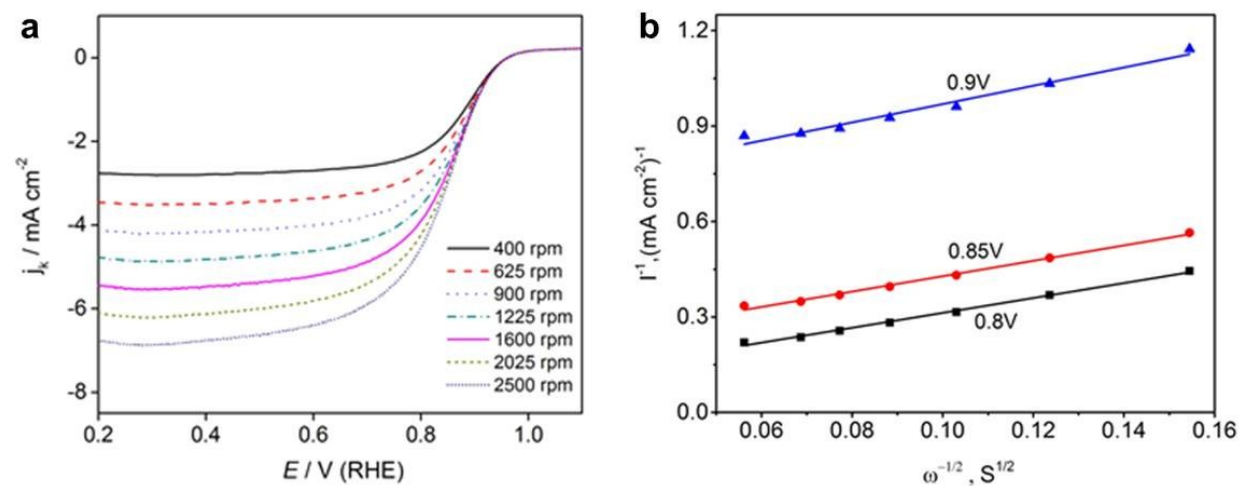 a
0
-2
-4
-6
-8
jk / mA cm-2
400 rpm
625 rpm
900 rpm
1225 rpm
1600 rpm
2025 rpm
2500 rpm
0.2 0.4 0.6 0.8 1.0
E / V (RHE)
b
1.2
0.9
0.6
0.3
0.0
I-1,(mA cm-2)-1
0.9V
0.85V
0.8V
0.06 0.08 0.10 0.12 0.14 0.16
ω-1/2 , S1/2